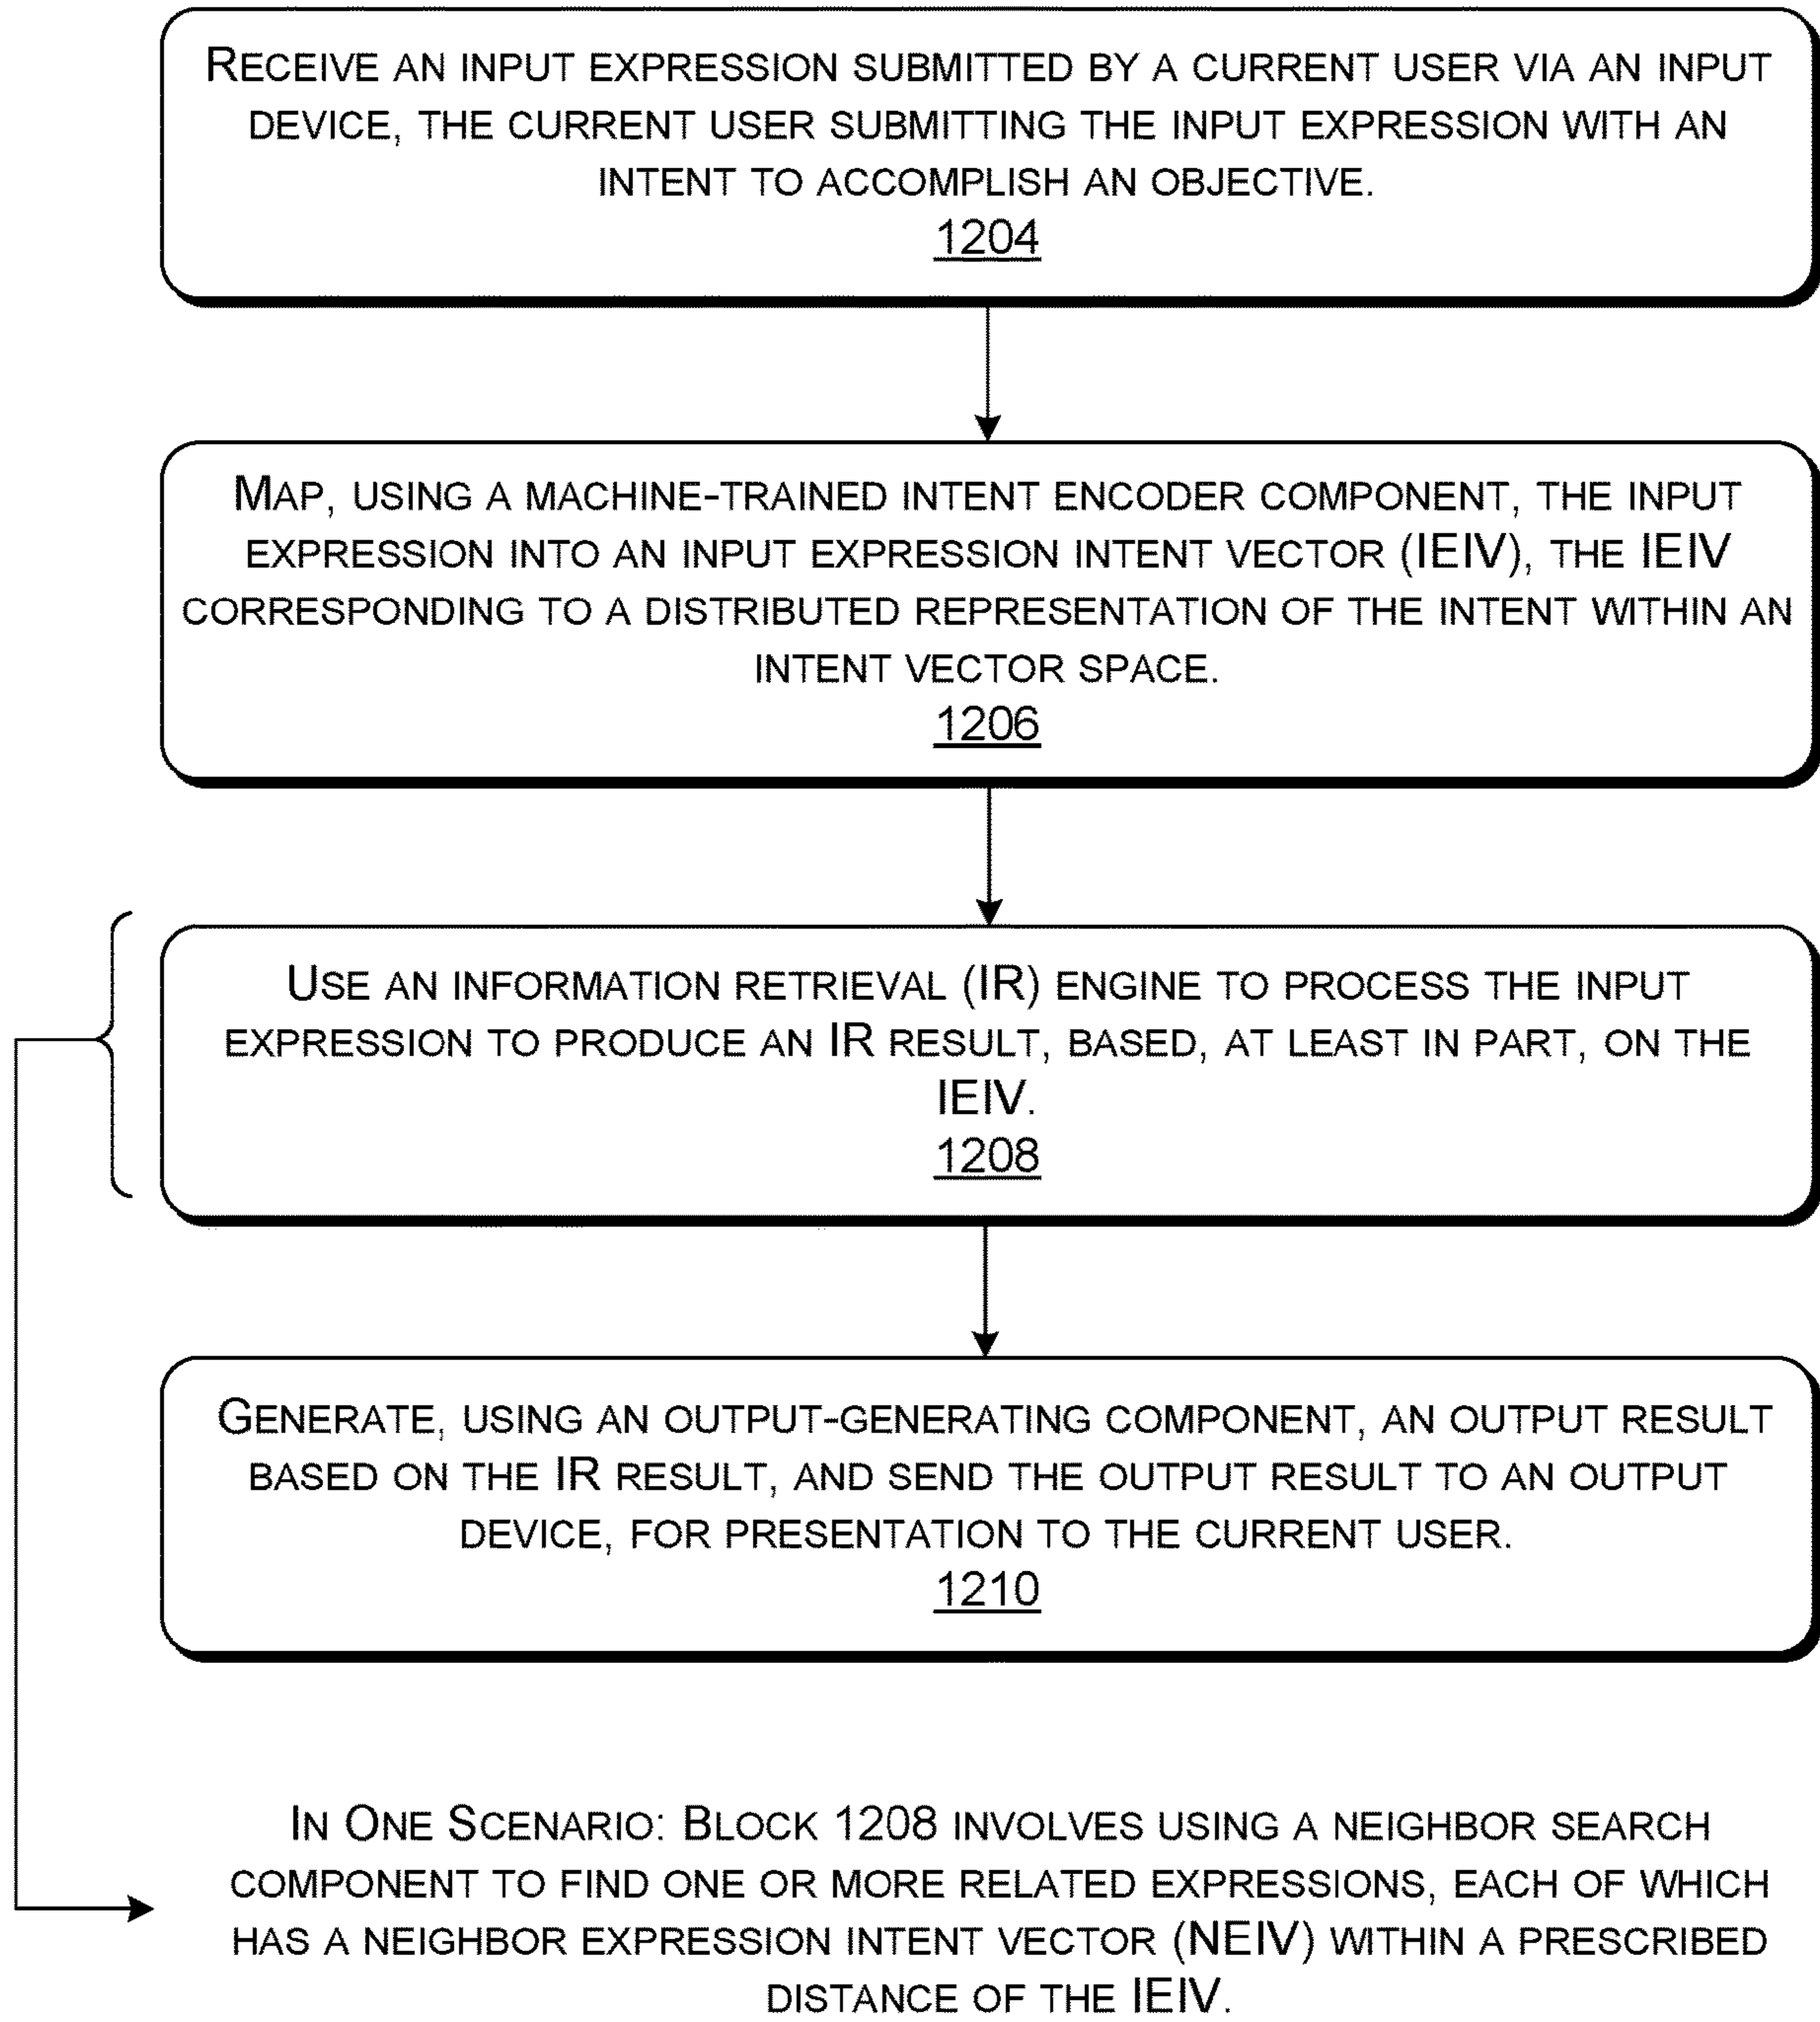 RECEIVE AN INPUT EXPRESSION SUBMITTED BY A CURRENT USER VIA AN INPUT
DEVICE, THE CURRENT USER SUBMITTING THE INPUT EXPRESSION WITH AN
INTENT TO ACCOMPLISH AN OBJECTIVE.
1204
MAP, USING A MACHINE-TRAINED INTENT ENCODER COMPONENT, THE INPUT
EXPRESSION INTO AN INPUT EXPRESSION INTENT VECTOR (IEIV), THE IEIV
CORRESPONDING TO A DISTRIBUTED REPRESENTATION OF THE INTENT WITHIN AN
INTENT VECTOR SPACE.
1206
USE AN INFORMATION RETRIEVAL (IR) ENGINE TO PROCESS THE INPUT
EXPRESSION TO PRODUCE AN IR RESULT, BASED, AT LEAST IN PART, ON THE
IEIV.
1208
GENERATE, USING AN OUTPUT-GENERATING COMPONENT, AN OUTPUT RESULT
BASED ON THE IR RESULT, AND SEND THE OUTPUT RESULT TO AN OUTPUT
DEVICE, FOR PRESENTATION TO THE CURRENT USER.
1210
IN ONE SCENARIO: BLOCK 1208 INVOLVES USING A NEIGHBOR SEARCH
COMPONENT TO FIND ONE OR MORE RELATED EXPRESSIONS, EACH OF WHICH
HAS A NEIGHBOR EXPRESSION INTENT VECTOR (NEIV) WITHIN A PRESCRIBED
DISTANCE OF THE IEIV.